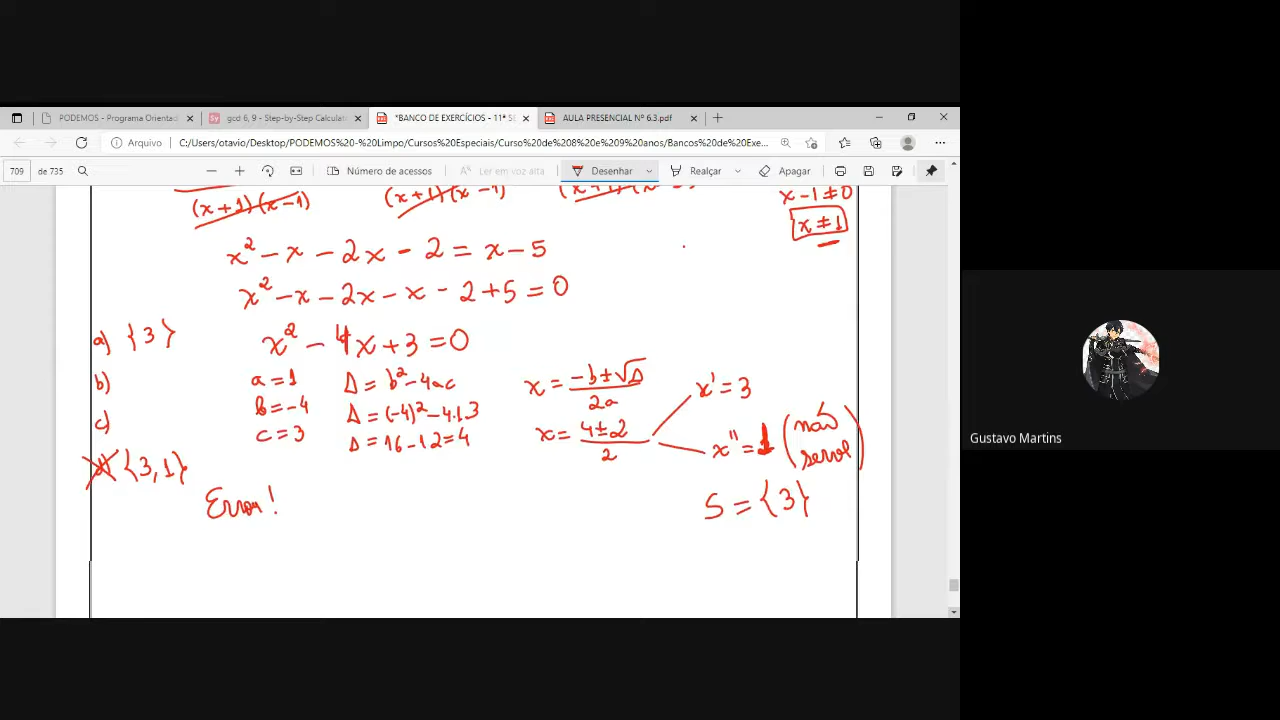 PODEMOS - Programa Orientad
gcd 6, 9 - Step-by-Step Calculato
*BANCO DE EXERCÍCIOS - 11ª SE
AULA PRESENCIAL Nº 6.3.pdf
Arquivo
C:/Users/otavio/Desktop/PODEMOS%20-%20Limpo/Cursos%20Especiais/Curso%20de%208%20e%209%20anos/Bancos%20de%20Exe...
709 de 735
Número de acessos
Ler em voz alta
Desenhar
Realçar
Apagar
(x+1)(x-1)
(x+1)(x-1)
x-1≠0
x≠1
x²-x-2x-2=x-5
x²-x-2x-x-2+5=0
a) {3}
x²-4x+3=0
b)
a=1
Δ=b²-4ac
x=-b±√Δ/2a
x'=3
c)
b=-4
Δ=(-4)²-4.1.3
x=4±2/2
x''=1 (não serve)
c=3
Δ=16-12=4
{3,1}
Error!
S={3}
Gustavo Martins